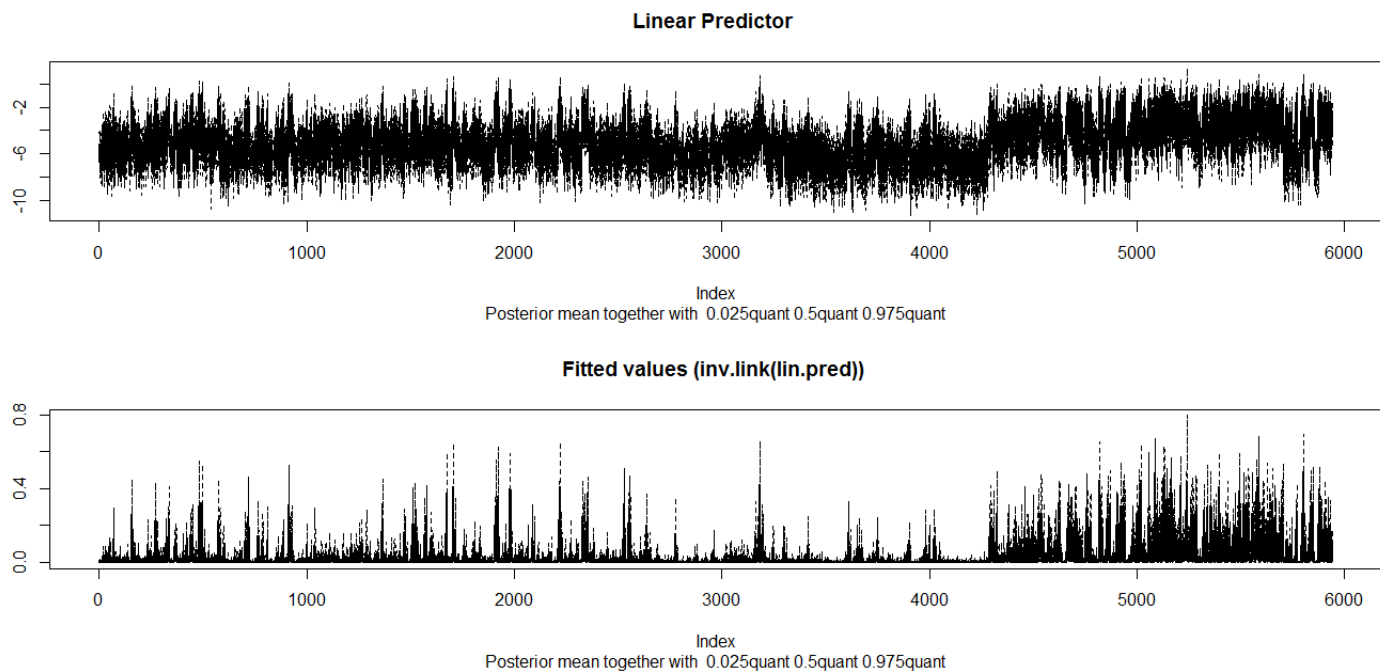 Linear Predictor
-2
-6
-10
0 1000 2000 3000 4000 5000 6000
Index
Posterior mean together with 0.025quant 0.5quant 0.975quant
Fitted values (inv.link(lin.pred))
0.8
0.4
0.0
0 1000 2000 3000 4000 5000 6000
Index
Posterior mean together with 0.025quant 0.5quant 0.975quant